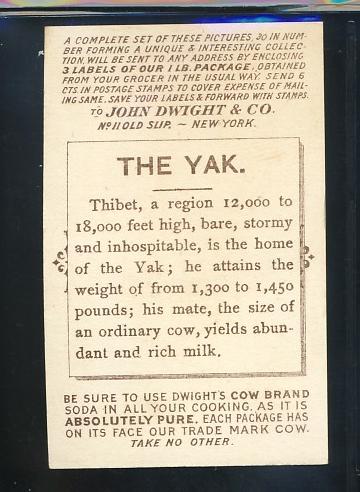 A COMPLETE SET OF THESE PICTURES, 30 IN NUM-
BER FORMING A UNIQUE & INTERESTING COLLEC-
TION, WILL BE SENT TO ANY ADDRESS BY ENCLOSING
3 LABELS OF OUR 1 LB. PACKAGE, OBTAINED
FROM YOUR GROCER IN THE USUAL WAY. SEND 6
CTS IN POSTAGE STAMPS TO COVER EXPENSE OF MAIL-
ING SAME. SAVE YOUR LABELS & FORWARD WITH STAMPS.
TO JOHN DWIGHT & CO.
No 11 OLD SLIP. ~ NEW YORK.
THE YAK.
Thibet, a region 12,000 to
18,000 feet high, bare, stormy
and inhospitable, is the home
of the Yak; he attains the
weight of from 1,300 to 1,450
pounds; his mate, the size of
an ordinary cow, yields abun-
dant and rich milk.
BE SURE TO USE DWIGHT'S COW BRAND
SODA IN ALL YOUR COOKING. AS IT IS
ABSOLUTELY PURE. EACH PACKAGE HAS
ON ITS FACE OUR TRADE MARK COW.
TAKE NO OTHER.